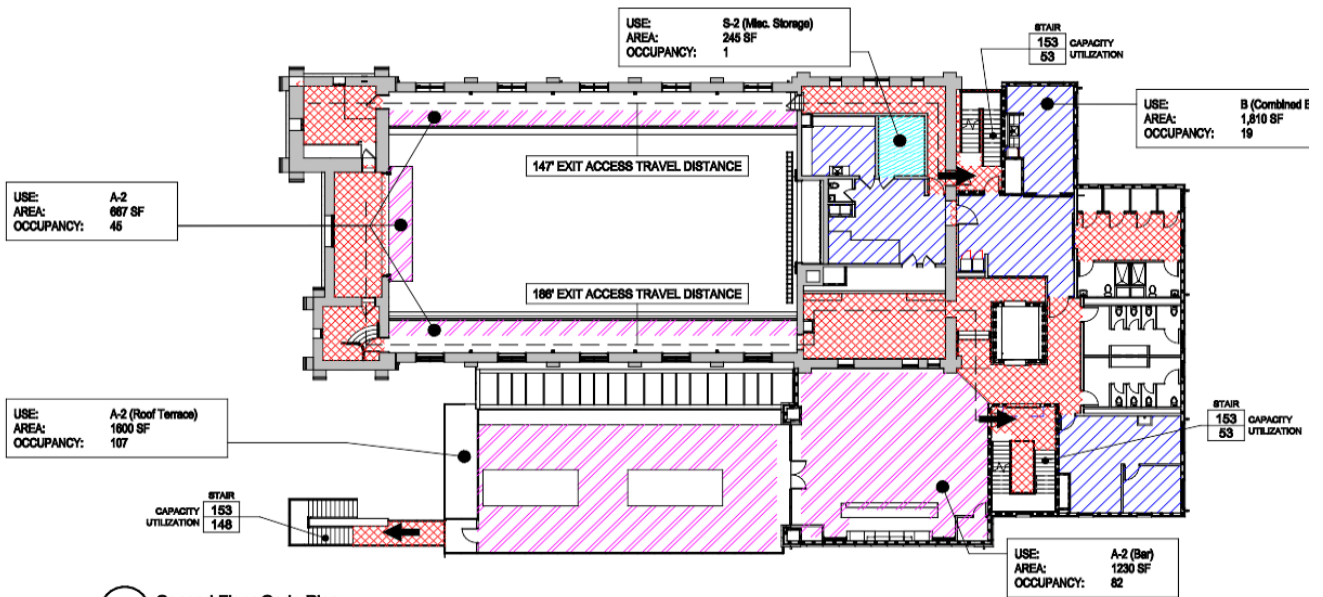 USE: S-2 (Misc. Storage)
AREA: 245 SF
OCCUPANCY: 1
STAIR
153 CAPACITY
53 UTILIZATION
USE: B (Combined B
AREA: 1,810 SF
OCCUPANCY: 19
147' EXIT ACCESS TRAVEL DISTANCE
USE: A-2
AREA: 667 SF
OCCUPANCY: 45
186' EXIT ACCESS TRAVEL DISTANCE
USE: A-2 (Roof Terrace)
AREA: 1600 SF
OCCUPANCY: 107
STAIR
153 CAPACITY
53 UTILIZATION
STAIR
CAPACITY 153
UTILIZATION 148
USE: A-2 (Bar)
AREA: 1230 SF
OCCUPANCY: 82